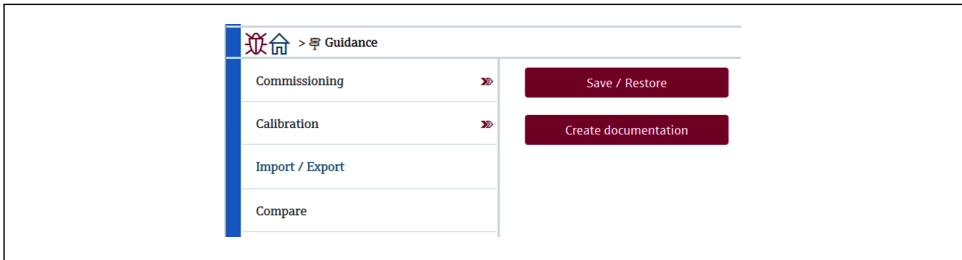 > Guidance
Commissioning
Save / Restore
Calibration
Create documentation
Import / Export
Compare